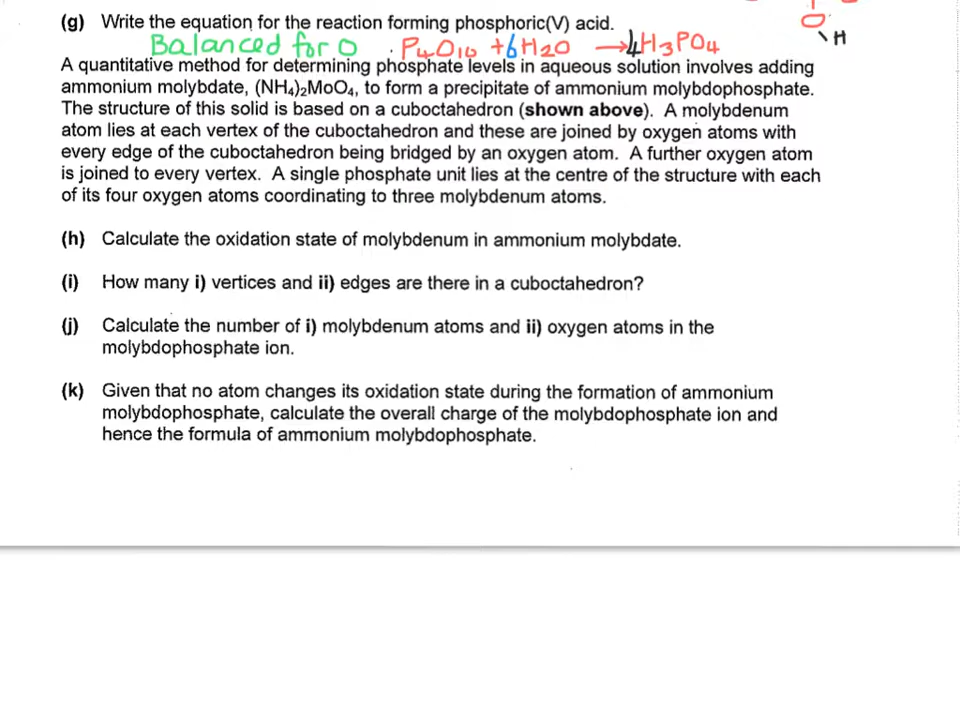 (g) Write the equation for the reaction forming phosphoric(V) acid.
Balanced for O . P₄O₁₀ + 6H₂O → 4H₃PO₄
O
\ H
A quantitative method for determining phosphate levels in aqueous solution involves adding
ammonium molybdate, (NH₄)₂MoO₄, to form a precipitate of ammonium molybdophosphate.
The structure of this solid is based on a cuboctahedron (shown above). A molybdenum
atom lies at each vertex of the cuboctahedron and these are joined by oxygen atoms with
every edge of the cuboctahedron being bridged by an oxygen atom. A further oxygen atom
is joined to every vertex. A single phosphate unit lies at the centre of the structure with each
of its four oxygen atoms coordinating to three molybdenum atoms.
(h) Calculate the oxidation state of molybdenum in ammonium molybdate.
(i) How many i) vertices and ii) edges are there in a cuboctahedron?
(j) Calculate the number of i) molybdenum atoms and ii) oxygen atoms in the
molybdophosphate ion.
(k) Given that no atom changes its oxidation state during the formation of ammonium
molybdophosphate, calculate the overall charge of the molybdophosphate ion and
hence the formula of ammonium molybdophosphate.